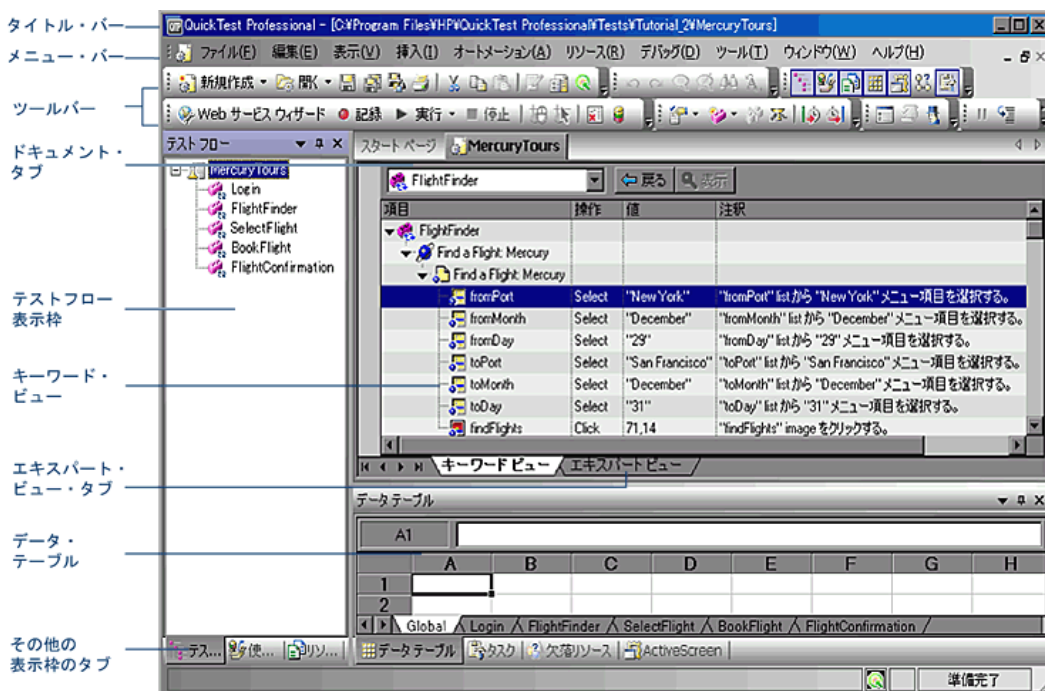 タイトル・バー
QuickTest Professional - [C:¥Program Files¥HP¥QuickTest Professional¥Tests¥Tutorial_2¥MercuryTours]
メニュー・バー
ファイル(F) 編集(E) 表示(V) 挿入(I) オートメーション(A) リソース(R) デバッグ(D) ツール(T) ウィンドウ(W) ヘルプ(H)
ツールバー
新規作成 開く
Web サービス ウィザード 記録 実行 停止
テスト フロー
スタート ページ MercuryTours
ドキュメント・
タブ
MercuryTours
Login
FlightFinder
SelectFlight
BookFlight
FlightConfirmation
FlightFinder 戻る 表示
項目 操作 値 注釈
FlightFinder
Find a Flight: Mercury
Find a Flight: Mercury
fromPort Select "New York" "fromPort" list から "New York" メニュー項目を選択する。
fromMonth Select "December" "fromMonth" list から "December" メニュー項目を選択する。
fromDay Select "29" "fromDay" list から "29" メニュー項目を選択する。
toPort Select "San Francisco" "toPort" list から "San Francisco" メニュー項目を選択する。
toMonth Select "December" "toMonth" list から "December" メニュー項目を選択する。
toDay Select "31" "toDay" list から "31" メニュー項目を選択する。
findFlights Click 71,14 "findFlights" image をクリックする。
テストフロー
表示枠
キーワード・
ビュー
キーワード ビュー エキスパート ビュー
エキスパート・
ビュー・タブ
データ テーブル
A1
データ・
テーブル
A B C D E F G H
1
2
Global Login FlightFinder SelectFlight BookFlight FlightConfirmation
その他の
表示枠のタブ
テス... 使... リソ...
データ テーブル タスク 欠落リソース ActiveScreen
準備完了